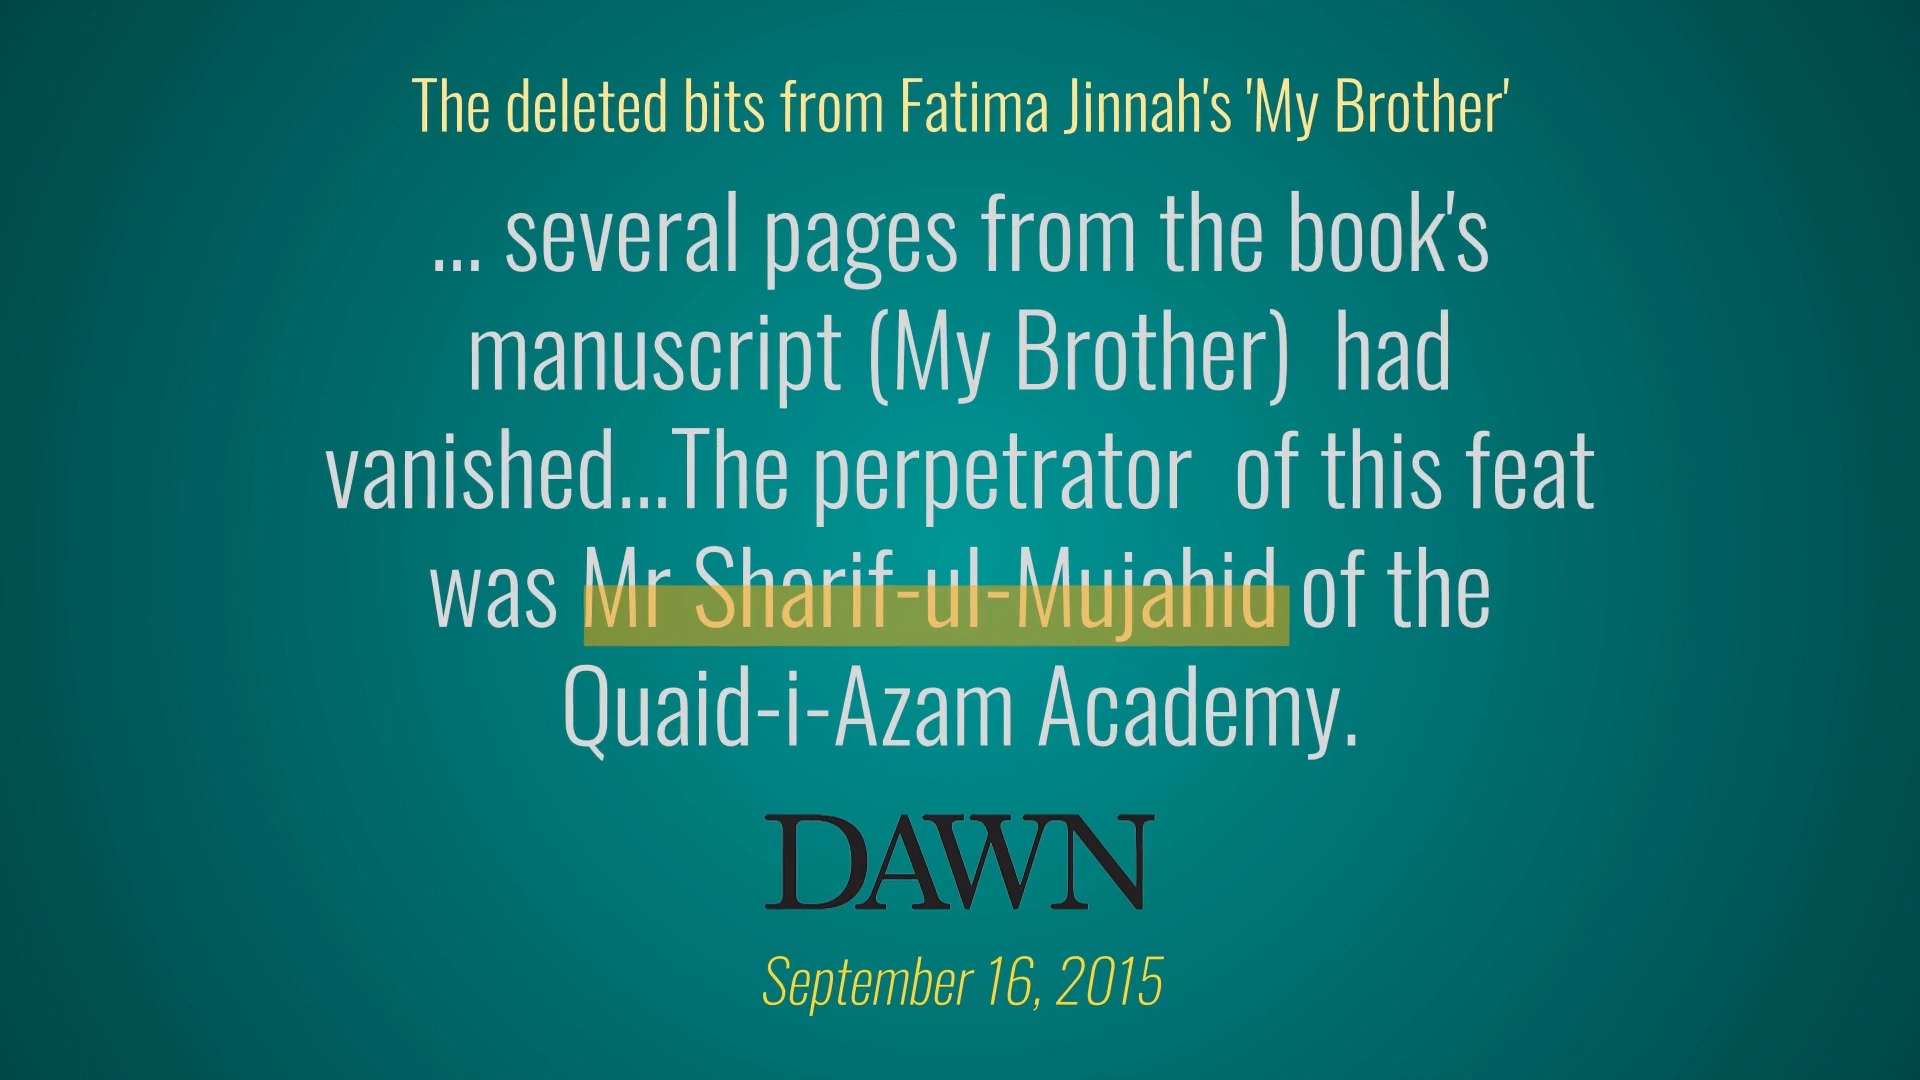 The deleted bits from Fatima Jinnah's 'My Brother'
... several pages from the book's
manuscript (My Brother) had
vanished...The perpetrator of this feat
was Mr Sharif-ul-Mujahid of the
Quaid-i-Azam Academy.
DAWN
September 16, 2015